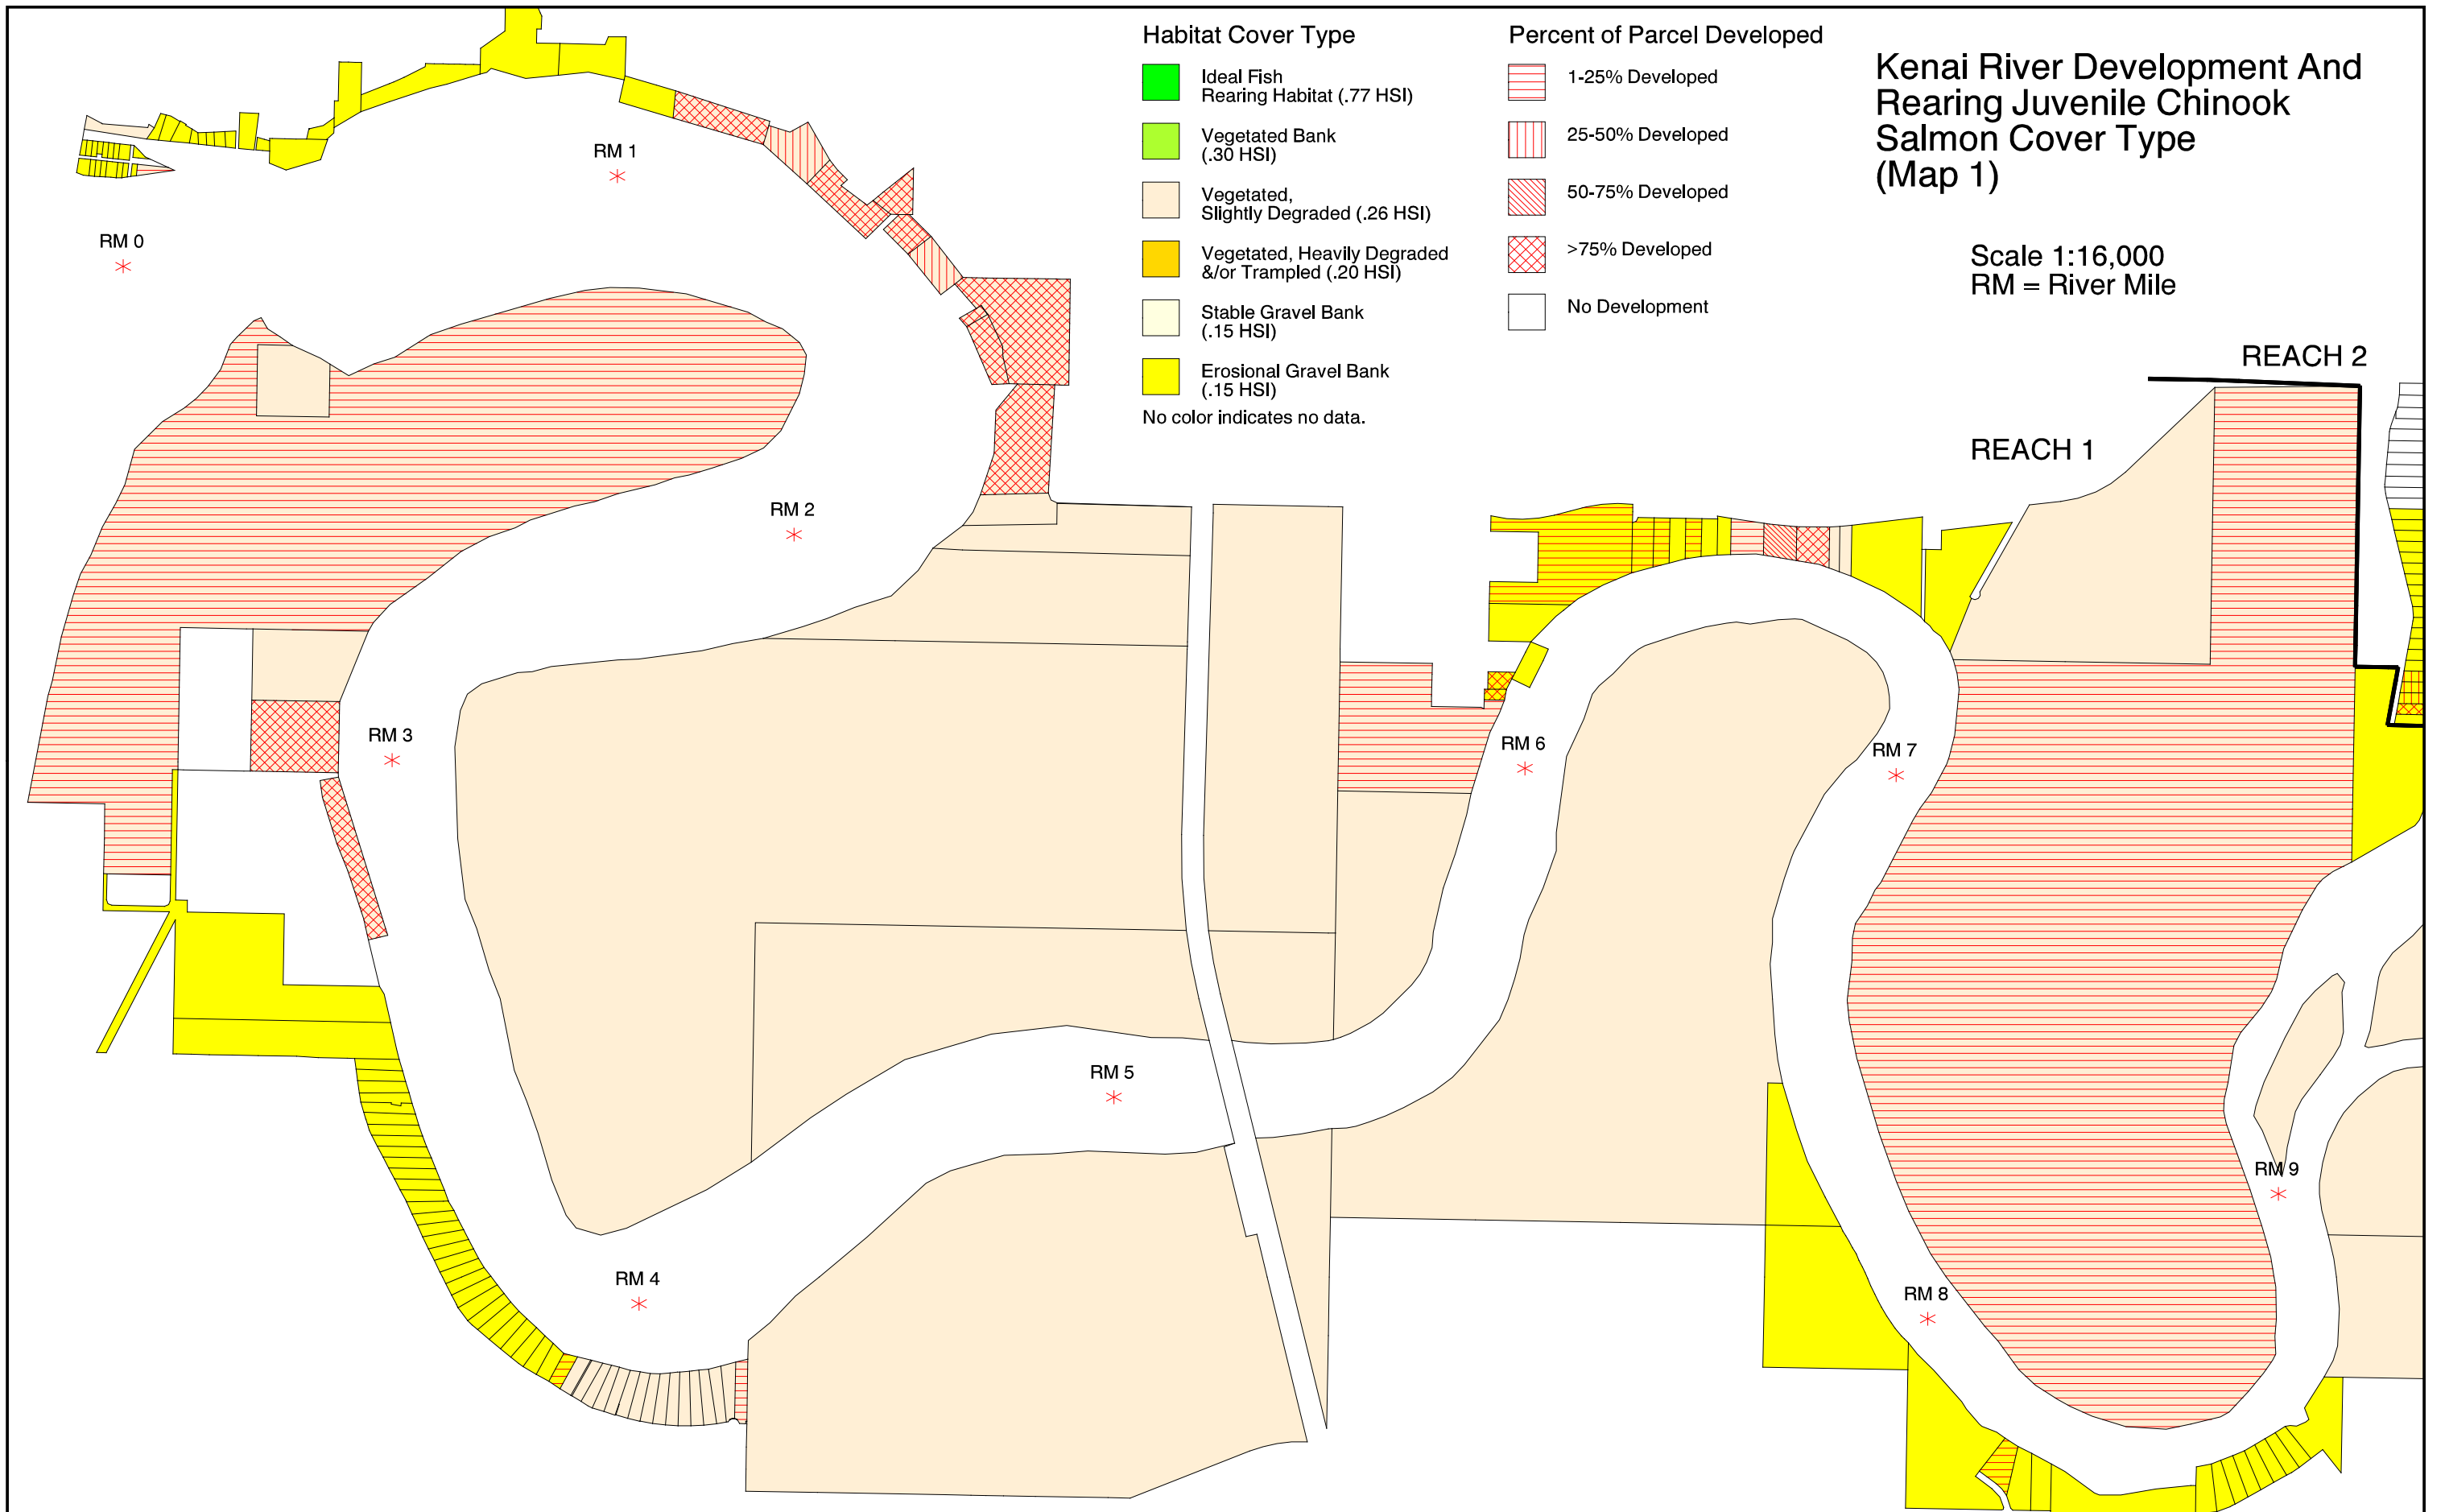 Habitat Cover Type
Ideal Fish
Rearing Habitat (.77 HSI)
Vegetated Bank
(.30 HSI)
Vegetated,
Slightly Degraded (.26 HSI)
Vegetated, Heavily Degraded
&/or Trampled (.20 HSI)
Stable Gravel Bank
(.15 HSI)
Erosional Gravel Bank
(.15 HSI)
No color indicates no data.
Percent of Parcel Developed
1-25% Developed
25-50% Developed
50-75% Developed
>75% Developed
No Development
Kenai River Development And
Rearing Juvenile Chinook
Salmon Cover Type
(Map 1)
Scale 1:16,000
RM = River Mile
REACH 2
REACH 1
RM 0
RM 1
RM 2
RM 3
RM 4
RM 5
RM 6
RM 7
RM 8
RM 9